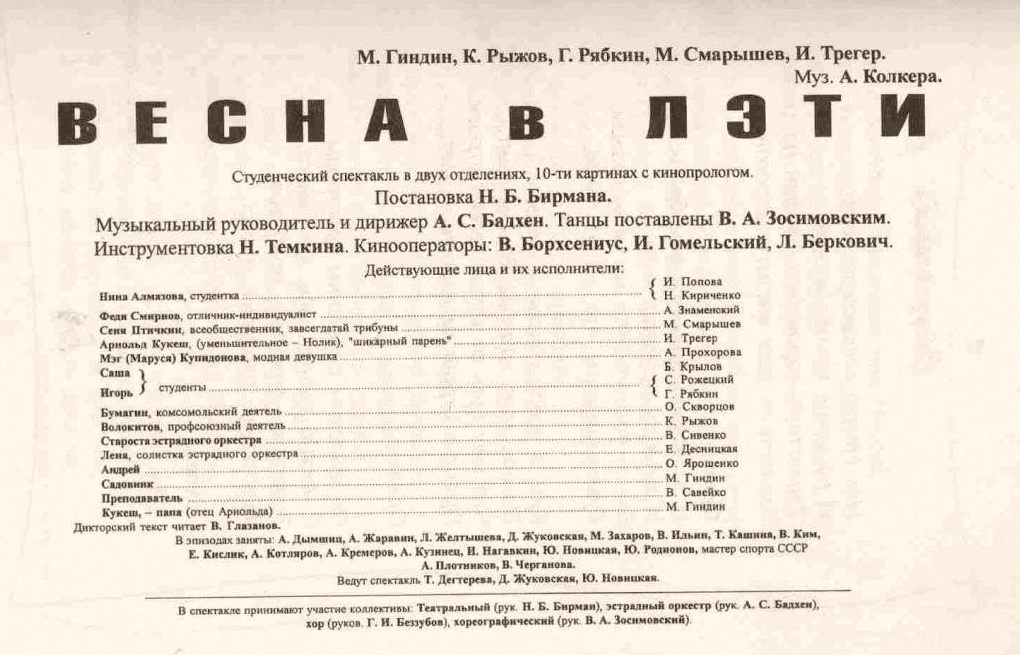 М. Гиндин, К. Рыжов, Г. Рябкин, М. Смарышев, И. Трегер.
Муз. А. Колкера.
ВЕСНА в ЛЭТИ
Студенческий спектакль в двух отделениях, 10-ти картинах с кинопрологом.
Постановка Н. Б. Бирмана.
Музыкальный руководитель и дирижер А. С. Бадхен. Танцы поставлены В. А. Зосимовским.
Инструментовка Н. Темкина. Кинооператоры: В. Борхсениус, И. Гомельский, Л. Беркович.
Действующие лица и их исполнители:
И. Попова
Нина Алмазова, студентка { Н. Кириченко
Федя Смирнов, отличник-индивидуалист А. Знаменский
Сеня Птичкин, всеобщественник, завсегдатай трибуны М. Смарышев
Арнольд Кукеш, (уменьшительное – Нолик), "шикарный парень" И. Трегер
Мэг (Маруся) Купидонова, модная девушка А. Прохорова
Саша Б. Крылов
} студенты { С. Рожецкий
Игорь Г. Рябкин
Бумагин, комсомольский деятель О. Скворцов
Волокитов, профсоюзный деятель К. Рыжов
Староста эстрадного оркестра В. Сивенко
Лена, солистка эстрадного оркестра Е. Десницкая
Андрей О. Ярошенко
Садовник М. Гиндин
Преподаватель В. Савейко
Кукеш, – папа (отец Арнольда) М. Гиндин
Дикторский текст читает В. Глазанов.
В эпизодах заняты: А. Дымшиц, А. Жаравин, Л. Желтышева, Д. Жуковская, М. Захаров, В. Ильин, Т. Кашина, В. Ким,
Е. Кислик, А. Котляров, А. Кремеров, А. Кузинец, И. Нагавкин, Ю. Новицкая, Ю. Родионов, мастер спорта СССР
А. Плотников, В. Черганова.
Ведут спектакль Т. Дегтерева, Д. Жуковская, Ю. Новицкая.
В спектакле принимают участие коллективы: Театральный (рук. Н. Б. Бирман), эстрадный оркестр (рук. А. С. Бадхен),
хор (руков. Г. И. Беззубов), хореографический (рук. В. А. Зосимовский).